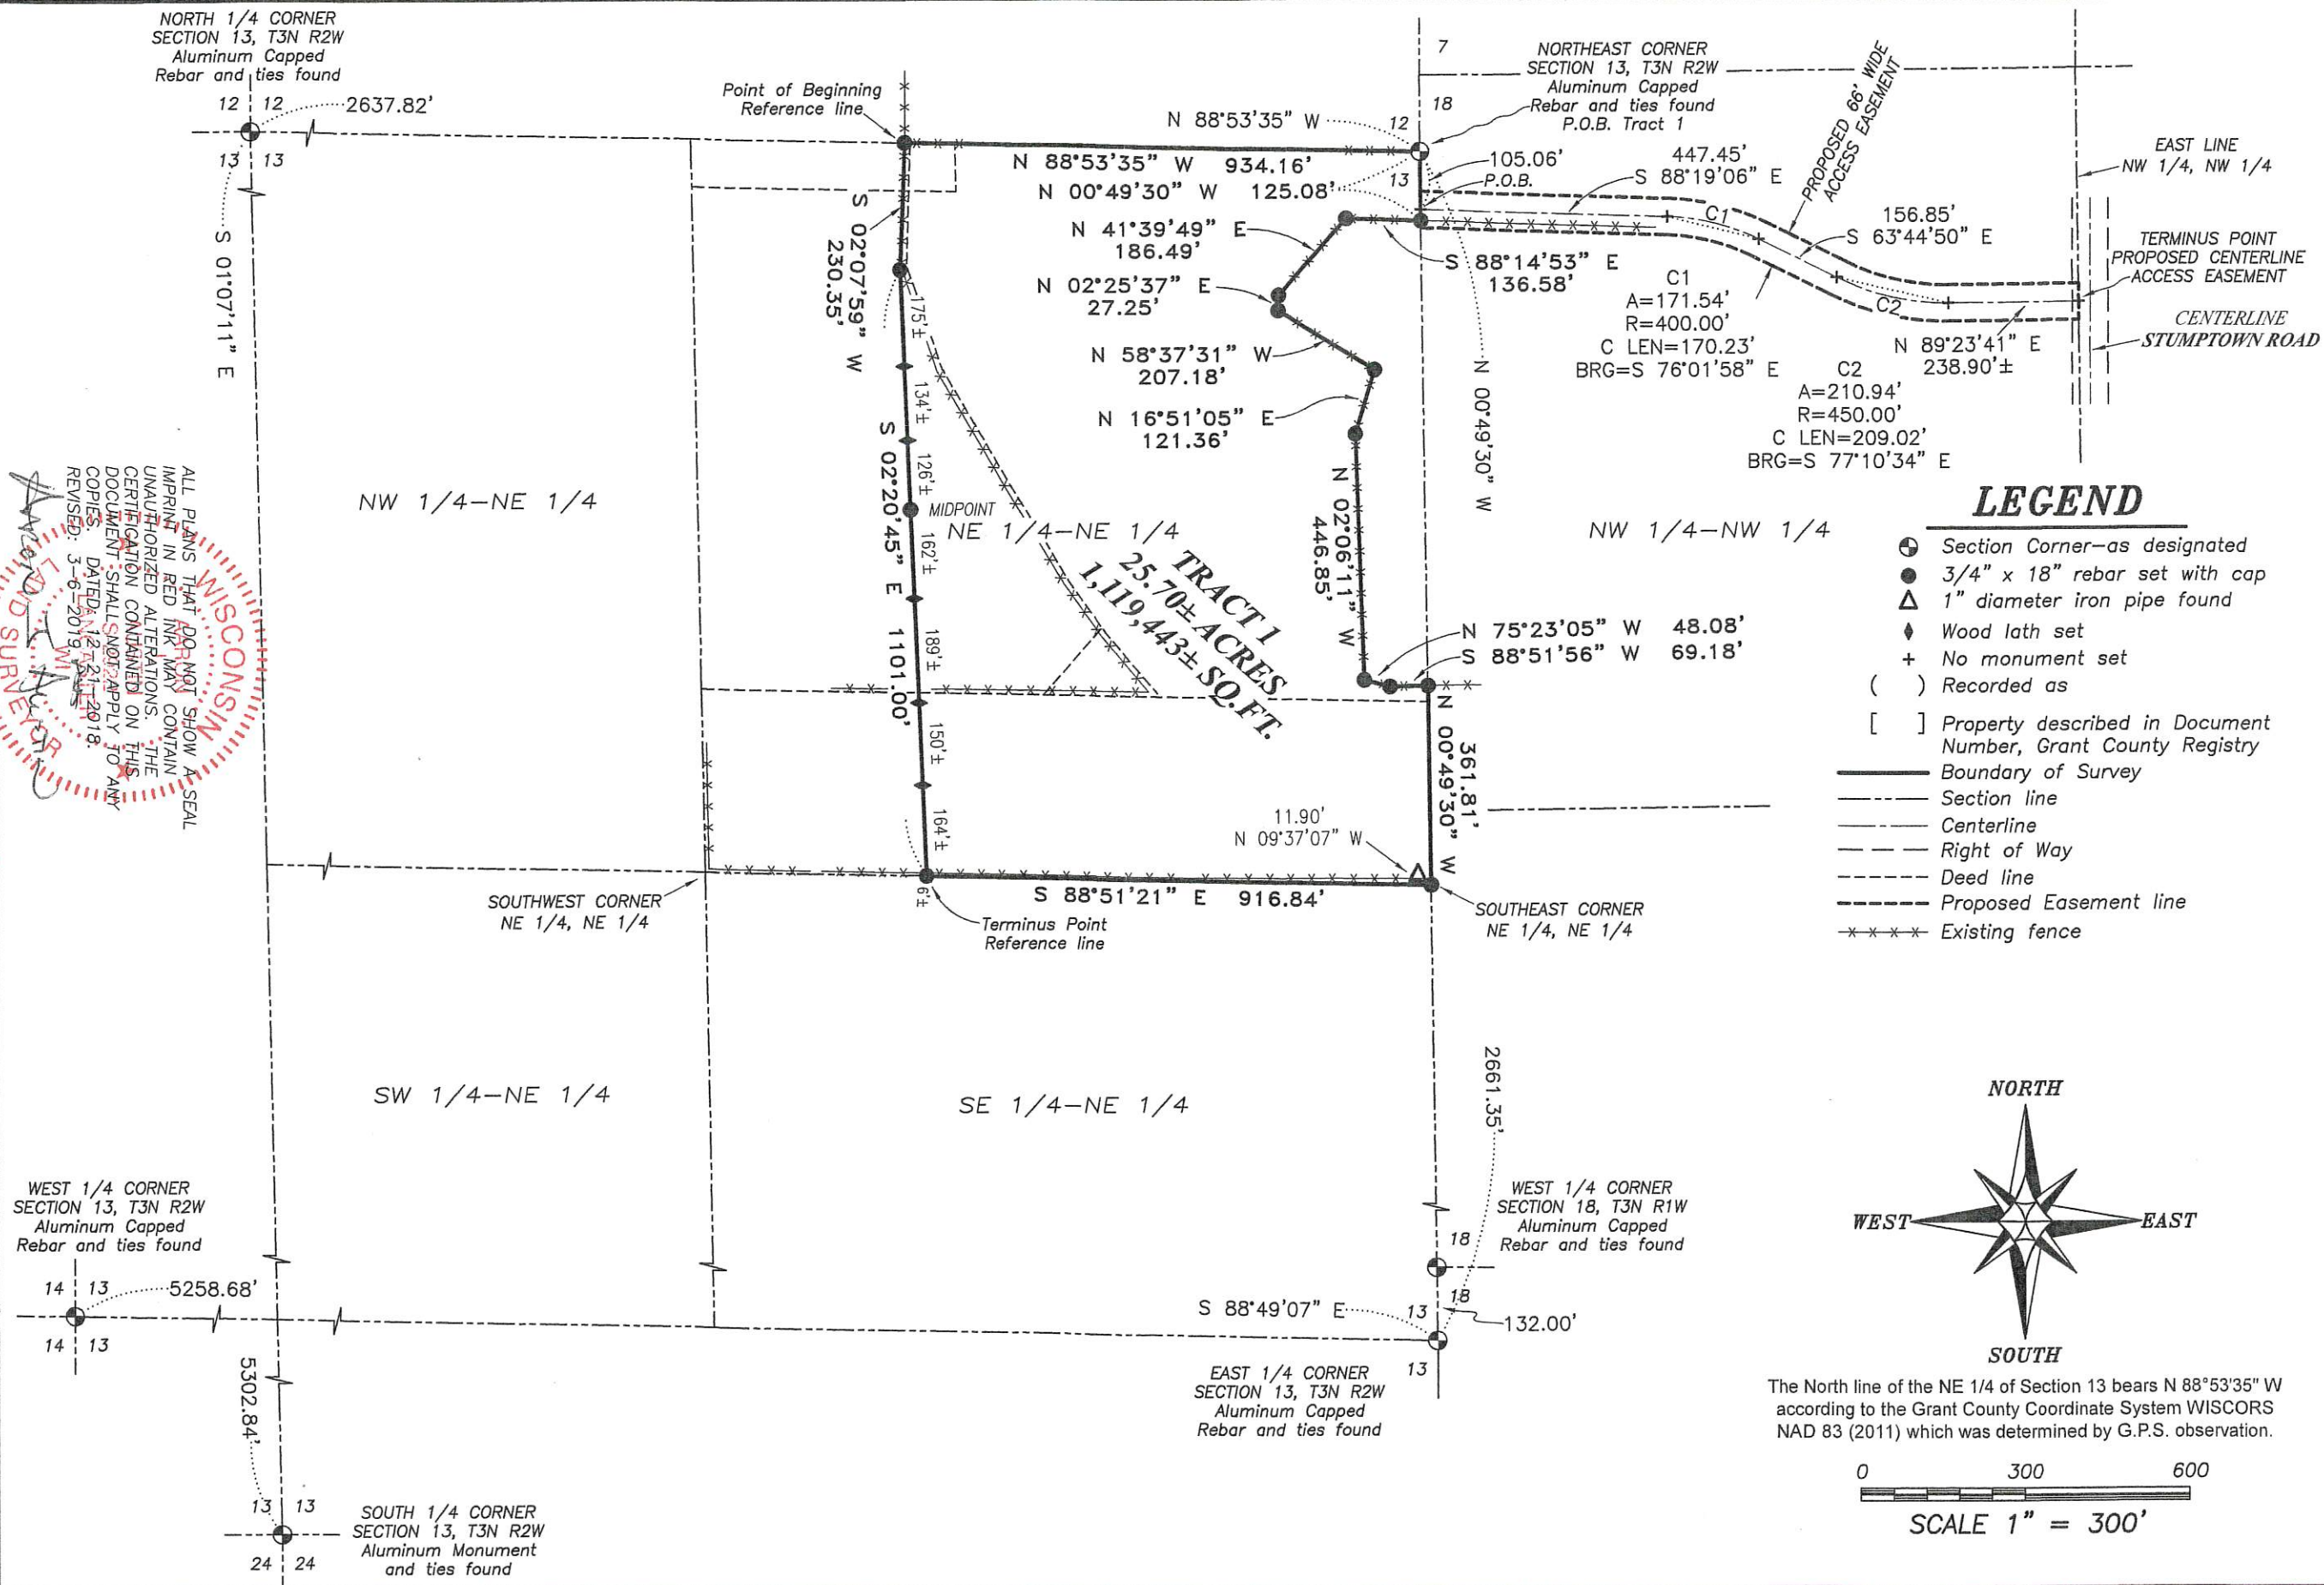 NORTH 1/4 CORNER
SECTION 13, T3N R2W
Aluminum Capped
Rebar and ties found
12 12
2637.82'
13 13
S 01°07'11" E
Point of Beginning
Reference line
N 88°53'35" W
N 88°53'35" W 934.16'
N 00°49'30" W 125.08'
7
18
12
13
NORTHEAST CORNER
SECTION 13, T3N R2W
Aluminum Capped
Rebar and ties found
P.O.B. Tract 1
105.06'
P.O.B.
447.45'
S 88°19'06" E
PROPOSED 66' WIDE
ACCESS EASEMENT
EAST LINE
NW 1/4, NW 1/4
C1
156.85'
S 63°44'50" E
TERMINUS POINT
PROPOSED CENTERLINE
ACCESS EASEMENT
CENTERLINE
STUMPTOWN ROAD
C2
N 89°23'41" E
238.90'±
S 02°07'59" W
230.35'
N 41°39'49" E
186.49'
S 88°14'53" E
136.58'
N 02°25'37" E
27.25'
C1
A=171.54'
R=400.00'
C LEN=170.23'
BRG=S 76°01'58" E
C2
A=210.94'
R=450.00'
C LEN=209.02'
BRG=S 77°10'34" E
N 58°37'31" W
207.18'
N 16°51'05" E
121.36'
N 00°49'30" W
175'±
134'±
126'±
MIDPOINT
162'±
189'±
150'±
164'±
6'±
S 02°20'45" E 1101.00'
NW 1/4-NE 1/4
NE 1/4-NE 1/4
NW 1/4-NW 1/4
TRACT 1
25.70± ACRES
1,119,443± SQ.FT.
N 02°06'11" W
446.85'
N 75°23'05" W 48.08'
S 88°51'56" W 69.18'
361.81'
N 00°49'30" W
11.90'
N 09°37'07" W
S 88°51'21" E 916.84'
SOUTHWEST CORNER
NE 1/4, NE 1/4
Terminus Point
Reference line
SOUTHEAST CORNER
NE 1/4, NE 1/4
ALL PLANS THAT DO NOT SHOW A SEAL
IMPRINT IN RED INK MAY CONTAIN
UNAUTHORIZED ALTERATIONS. THE
CERTIFICATION CONTAINED ON THIS
DOCUMENT SHALL NOT APPLY TO ANY
COPIES. DATED: 12-21-2018.
REVISED: 3-6-2019
WISCONSIN
AARON
WI
LAND SURVEYOR
LEGEND
Section Corner-as designated
3/4" x 18" rebar set with cap
1" diameter iron pipe found
Wood lath set
+ No monument set
( ) Recorded as
[ ] Property described in Document
Number, Grant County Registry
Boundary of Survey
Section line
Centerline
Right of Way
Deed line
Proposed Easement line
Existing fence
SW 1/4-NE 1/4
SE 1/4-NE 1/4
2661.35'
WEST 1/4 CORNER
SECTION 13, T3N R2W
Aluminum Capped
Rebar and ties found
14 13
5258.68'
14 13
WEST 1/4 CORNER
SECTION 18, T3N R1W
Aluminum Capped
Rebar and ties found
18
18
S 88°49'07" E
13
132.00'
13
EAST 1/4 CORNER
SECTION 13, T3N R2W
Aluminum Capped
Rebar and ties found
5302.84'
13 13
24 24
SOUTH 1/4 CORNER
SECTION 13, T3N R2W
Aluminum Monument
and ties found
NORTH
WEST
EAST
SOUTH
The North line of the NE 1/4 of Section 13 bears N 88°53'35" W
according to the Grant County Coordinate System WISCORS
NAD 83 (2011) which was determined by G.P.S. observation.
0 300 600
SCALE 1" = 300'